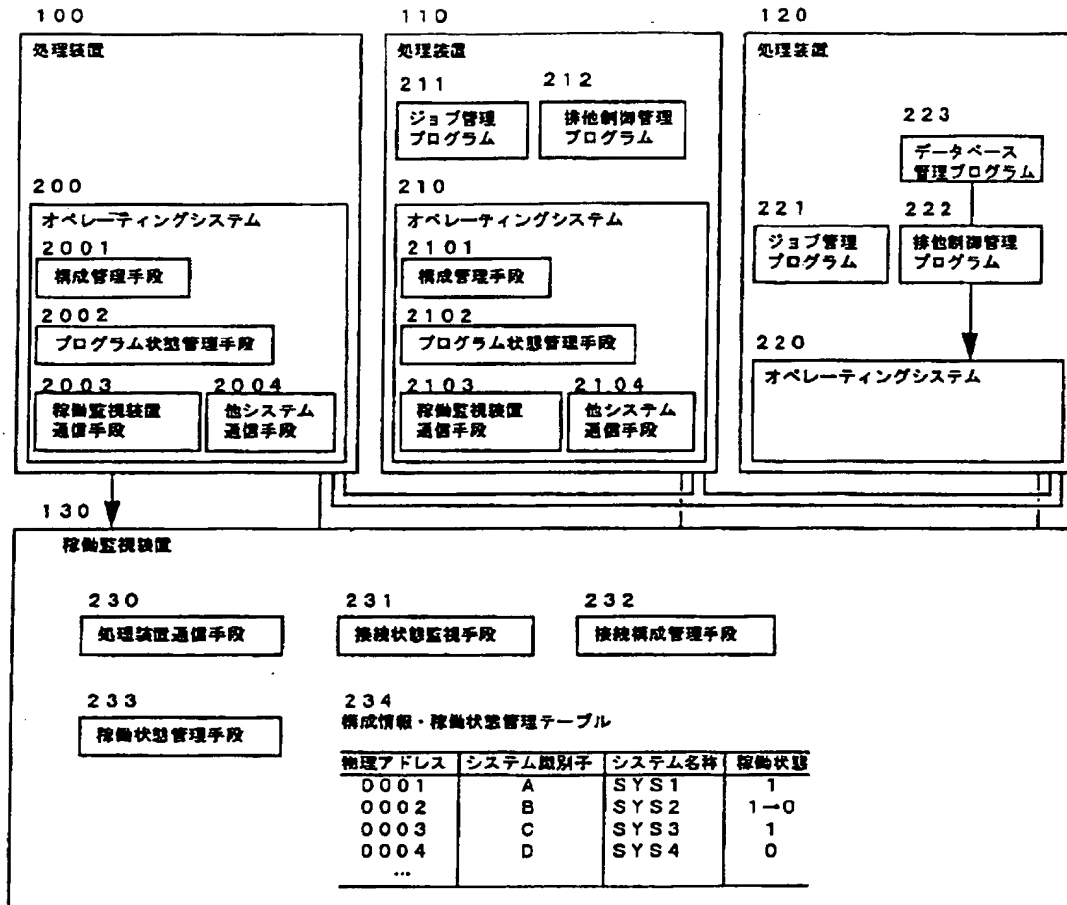 100
処理装置
200
オペレーティングシステム
2001
構成管理手段
2002
プログラム状態管理手段
2003
稼働監視装置
通信手段
2004
他システム
通信手段
110
処理装置
211
ジョブ管理
プログラム
212
排他制御管理
プログラム
210
オペレーティングシステム
2101
構成管理手段
2102
プログラム状態管理手段
2103
稼働監視装置
通信手段
2104
他システム
通信手段
120
処理装置
223
データベース
管理プログラム
221
ジョブ管理
プログラム
222
排他制御管理
プログラム
220
オペレーティングシステム
130
稼働監視装置
230
処理装置通信手段
231
接続状態監視手段
232
接続構成管理手段
233
稼働状態管理手段
234
構成情報・稼働状態管理テーブル
物理アドレス システム識別子 システム名称 稼働状態
0001 A SYS1 1
0002 B SYS2 1→0
0003 C SYS3 1
0004 D SYS4 0
…